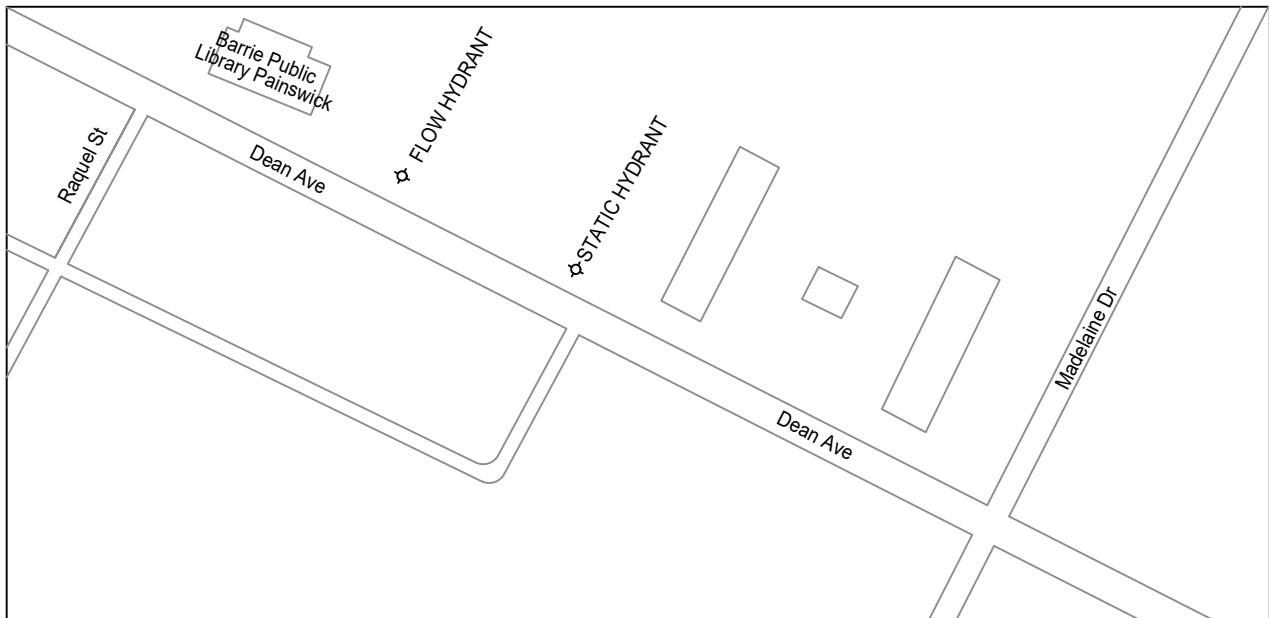 Barrie Public
Library Painswick
FLOW HYDRANT
STATIC HYDRANT
Raquel St
Dean Ave
Madelaine Dr
Dean Ave